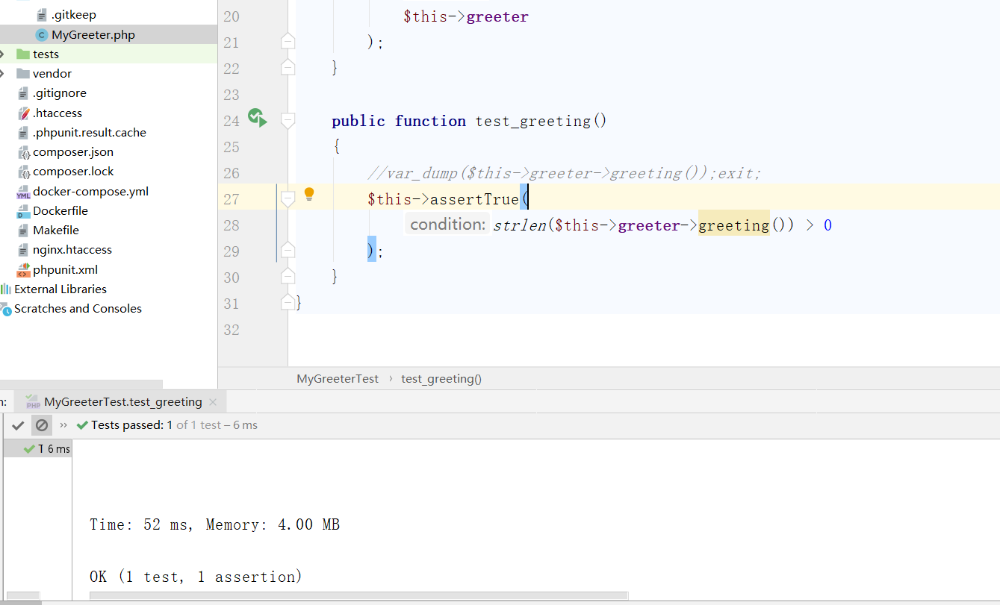 .gitkeep
MyGreeter.php
tests
vendor
.gitignore
.htaccess
.phpunit.result.cache
composer.json
composer.lock
docker-compose.yml
Dockerfile
Makefile
nginx.htaccess
phpunit.xml
External Libraries
Scratches and Consoles
20 $this->greeter
21 );
22 }
23
24 public function test_greeting()
25 {
26 //var_dump($this->greeter->greeting());exit;
27 $this->assertTrue(
28 condition: strlen($this->greeter->greeting()) > 0
29 );
30 }
31 }
32
MyGreeterTest › test_greeting()
n: MyGreeterTest.test_greeting
Tests passed: 1 of 1 test – 6 ms
T 6 ms
Time: 52 ms, Memory: 4.00 MB
OK (1 test, 1 assertion)